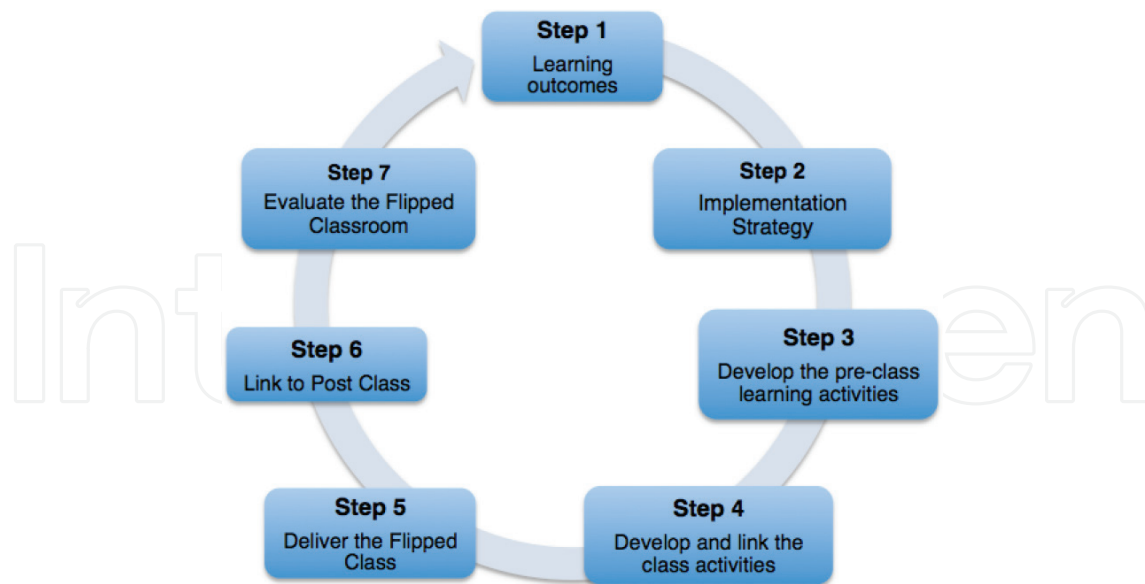 Step 1
Learning
outcomes
Step 2
Implementation
Strategy
Step 3
Develop the pre-class
learning activities
Step 4
Develop and link the
class activities
Step 5
Deliver the Flipped
Class
Step 6
Link to Post Class
Step 7
Evaluate the Flipped
Classroom